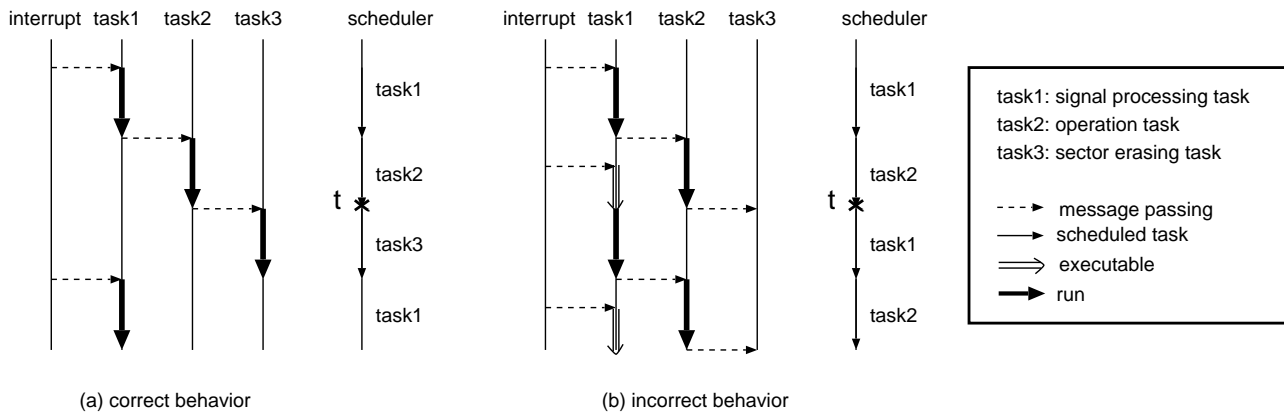 interrupt task1 task2 task3 scheduler
task1
task2
t
task3
task1
(a) correct behavior
interrupt task1 task2 task3 scheduler
task1
task2
t
task1
task2
(b) incorrect behavior
task1: signal processing task
task2: operation task
task3: sector erasing task
message passing
scheduled task
executable
run